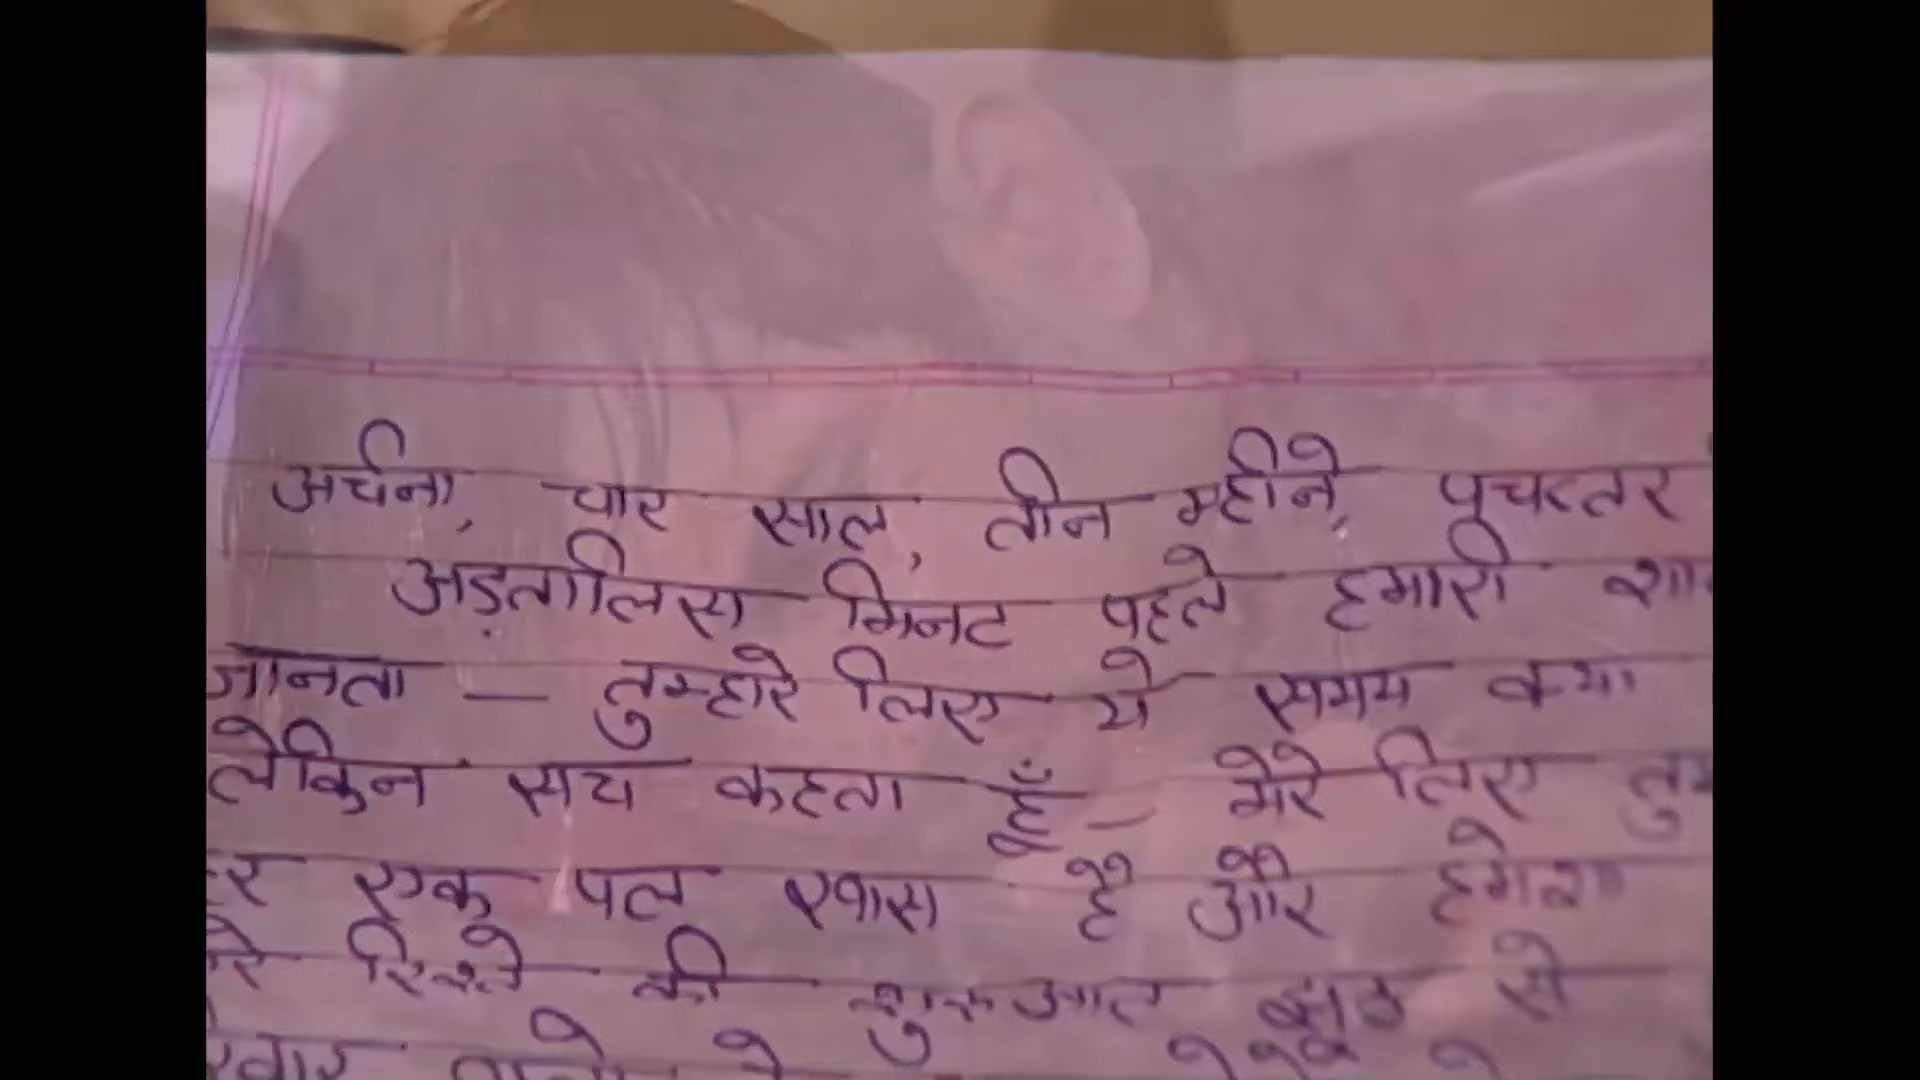 अर्चना, चार साल, तीन महीने, पचहत्तर
अड़तालिस मिनट पहले हमारी
जानता — तुम्हारे लिए ये समय क्या
लेकिन सच कहता हूँ — मेरे लिए
एक पल खास है और हमेशा
रिश्ते की शुरुआत झूठ से